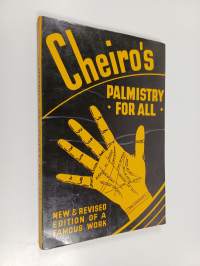 Cheiro's
PALMISTRY
· FOR ALL ·
NEW & REVISED
EDITION OF A
FAMOUS WORK